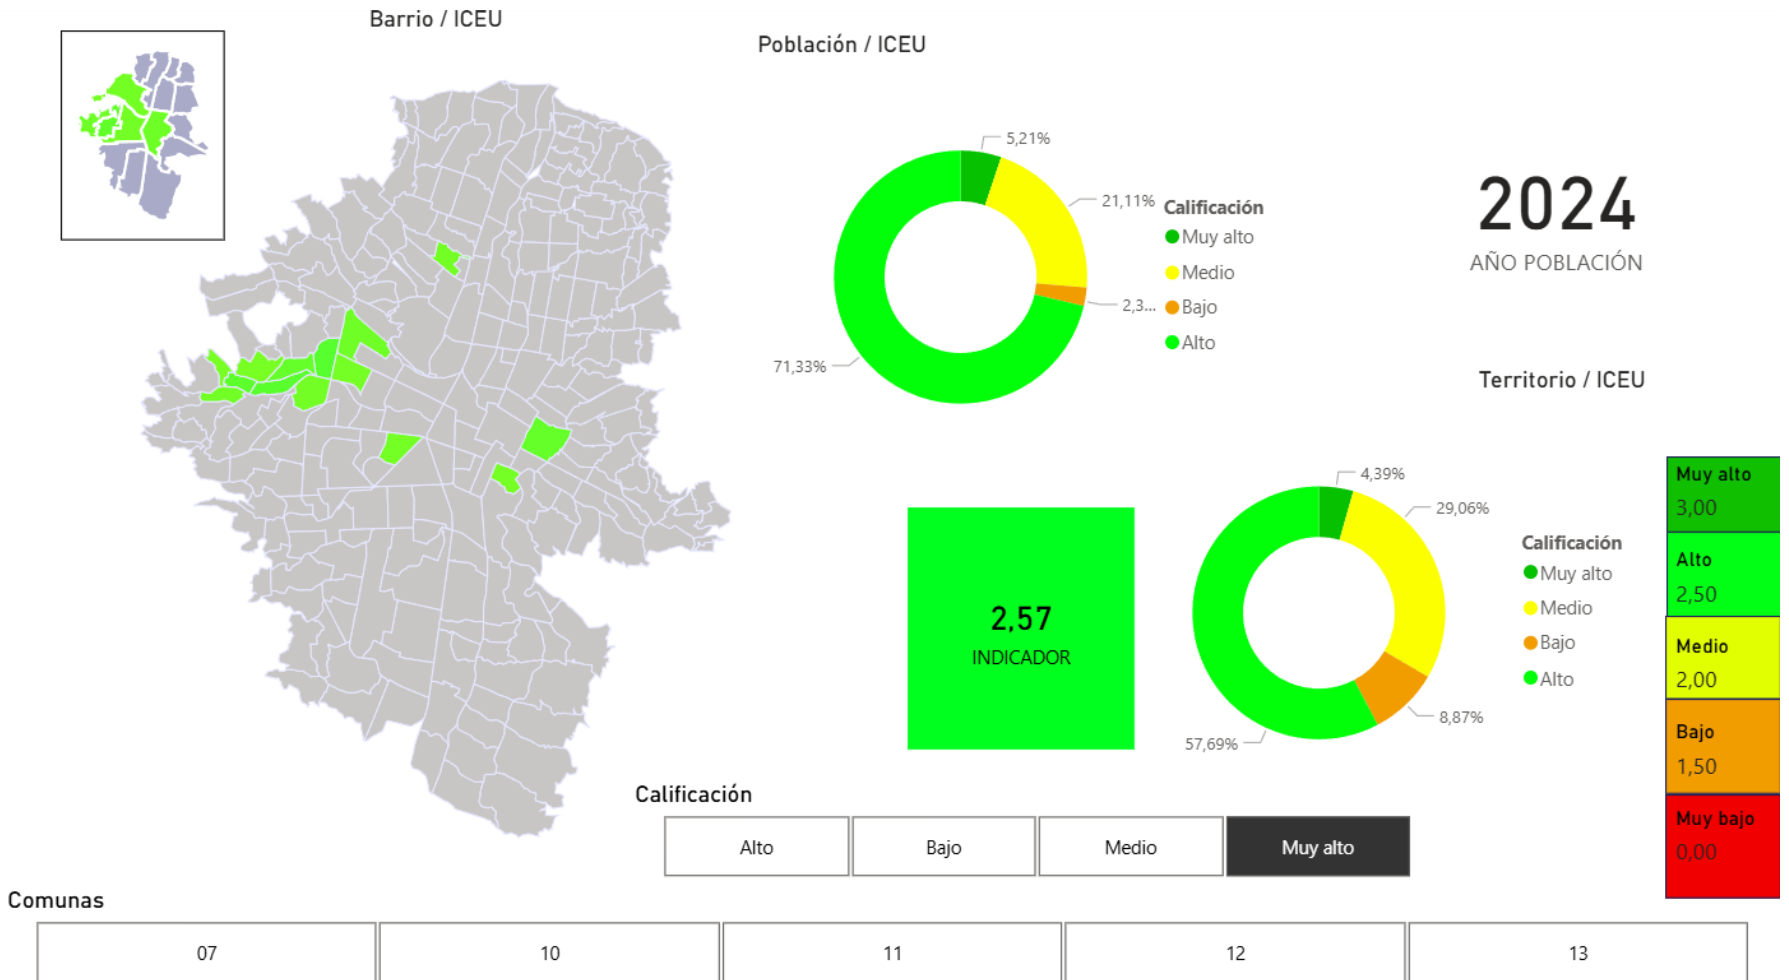 Barrio / ICEU
Población / ICEU
5,21%
21,11%
2,3...
71,33%
Calificación
Muy alto
Medio
Bajo
Alto
2024
AÑO POBLACIÓN
Territorio / ICEU
2,57
INDICADOR
4,39%
29,06%
8,87%
57,69%
Calificación
Muy alto
Medio
Bajo
Alto
Muy alto
3,00
Alto
2,50
Medio
2,00
Bajo
1,50
Muy bajo
0,00
Calificación
Alto
Bajo
Medio
Muy alto
Comunas
07
10
11
12
13